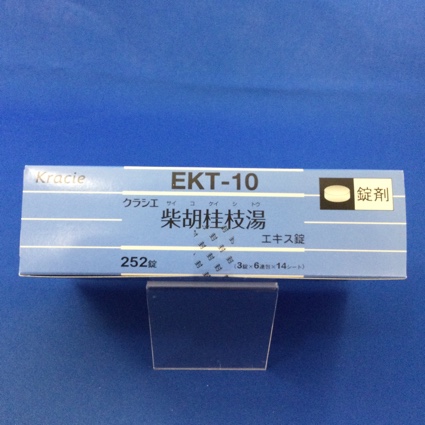 Kracie
EKT-10
錠剤
クラシエ
サイコケイシトウ
柴胡桂枝湯
エキス錠
252錠
(3錠×6連包×14シート)